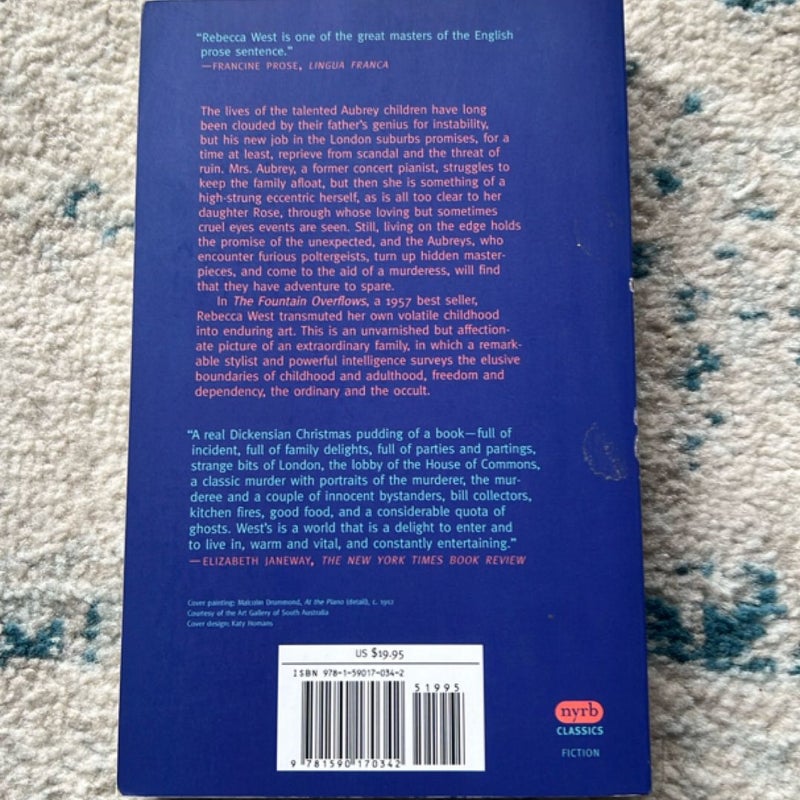 “Rebecca West is one of the great masters of the English
prose sentence.”
—FRANCINE PROSE, LINGUA FRANCA
The lives of the talented Aubrey children have long
been clouded by their father’s genius for instability,
but his new job in the London suburbs promises, for a
time at least, reprieve from scandal and the threat of
ruin. Mrs. Aubrey, a former concert pianist, struggles to
keep the family afloat, but then she is something of a
high-strung eccentric herself, as is all too clear to her
daughter Rose, through whose loving but sometimes
cruel eyes events are seen. Still, living on the edge holds
the promise of the unexpected, and the Aubreys, who
encounter furious poltergeists, turn up hidden master-
pieces, and come to the aid of a murderess, will find
that they have adventure to spare.
In The Fountain Overflows, a 1957 best seller,
Rebecca West transmuted her own volatile childhood
into enduring art. This is an unvarnished but affection-
ate picture of an extraordinary family, in which a remark-
able stylist and powerful intelligence surveys the elusive
boundaries of childhood and adulthood, freedom and
dependency, the ordinary and the occult.
“A real Dickensian Christmas pudding of a book—full of
incident, full of family delights, full of parties and partings,
strange bits of London, the lobby of the House of Commons,
a classic murder with portraits of the murderer, the mur-
deree and a couple of innocent bystanders, bill collectors,
kitchen fires, good food, and a considerable quota of
ghosts. West’s is a world that is a delight to enter and
to live in, warm and vital, and constantly entertaining.”
—ELIZABETH JANEWAY, THE NEW YORK TIMES BOOK REVIEW
Cover painting: Malcolm Drummond, At the Piano (detail), c. 1912
Courtesy of the Art Gallery of South Australia
Cover design: Katy Homans
US $19.95
ISBN 978-1-59017-034-2
51995
9 781590 170342
nyrb
CLASSICS
FICTION